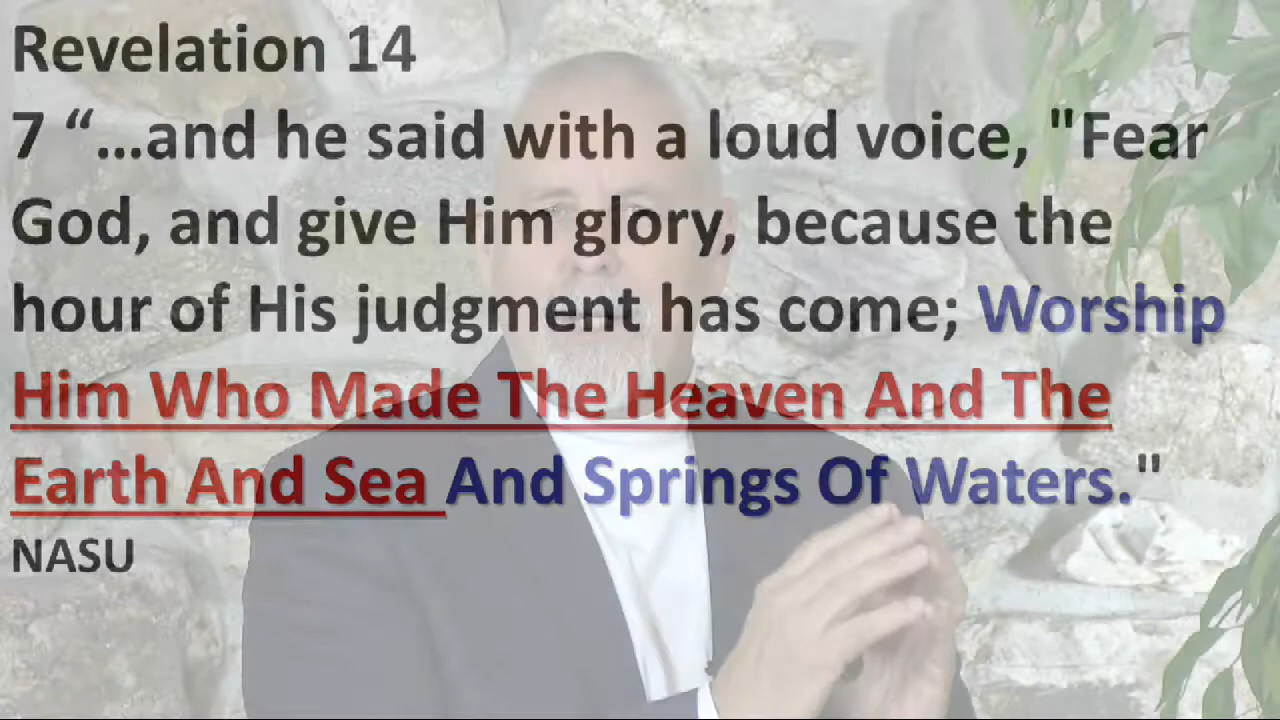 Revelation 14
7 “…and he said with a loud voice, "Fear
God, and give Him glory, because the
hour of His judgment has come; Worship
Him Who Made The Heaven And The
Earth And Sea And Springs Of Waters."
NASU